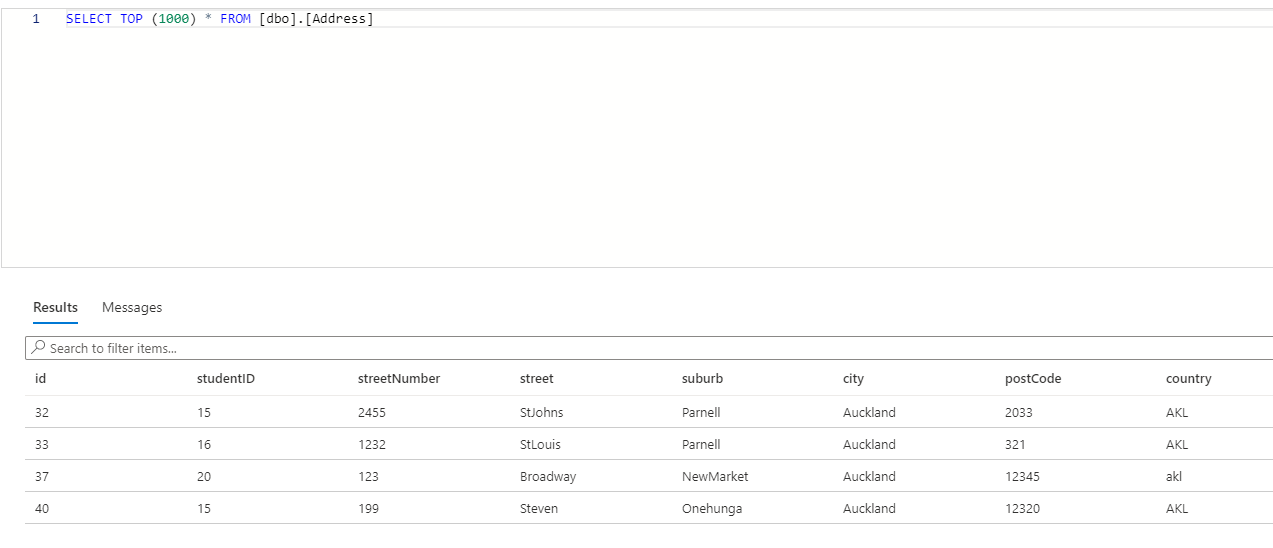 1 SELECT TOP (1000) * FROM [dbo].[Address]
Results Messages
Search to filter items...
id studentID streetNumber street suburb city postCode country
32 15 2455 StJohns Parnell Auckland 2033 AKL
33 16 1232 StLouis Parnell Auckland 321 AKL
37 20 123 Broadway NewMarket Auckland 12345 akl
40 15 199 Steven Onehunga Auckland 12320 AKL